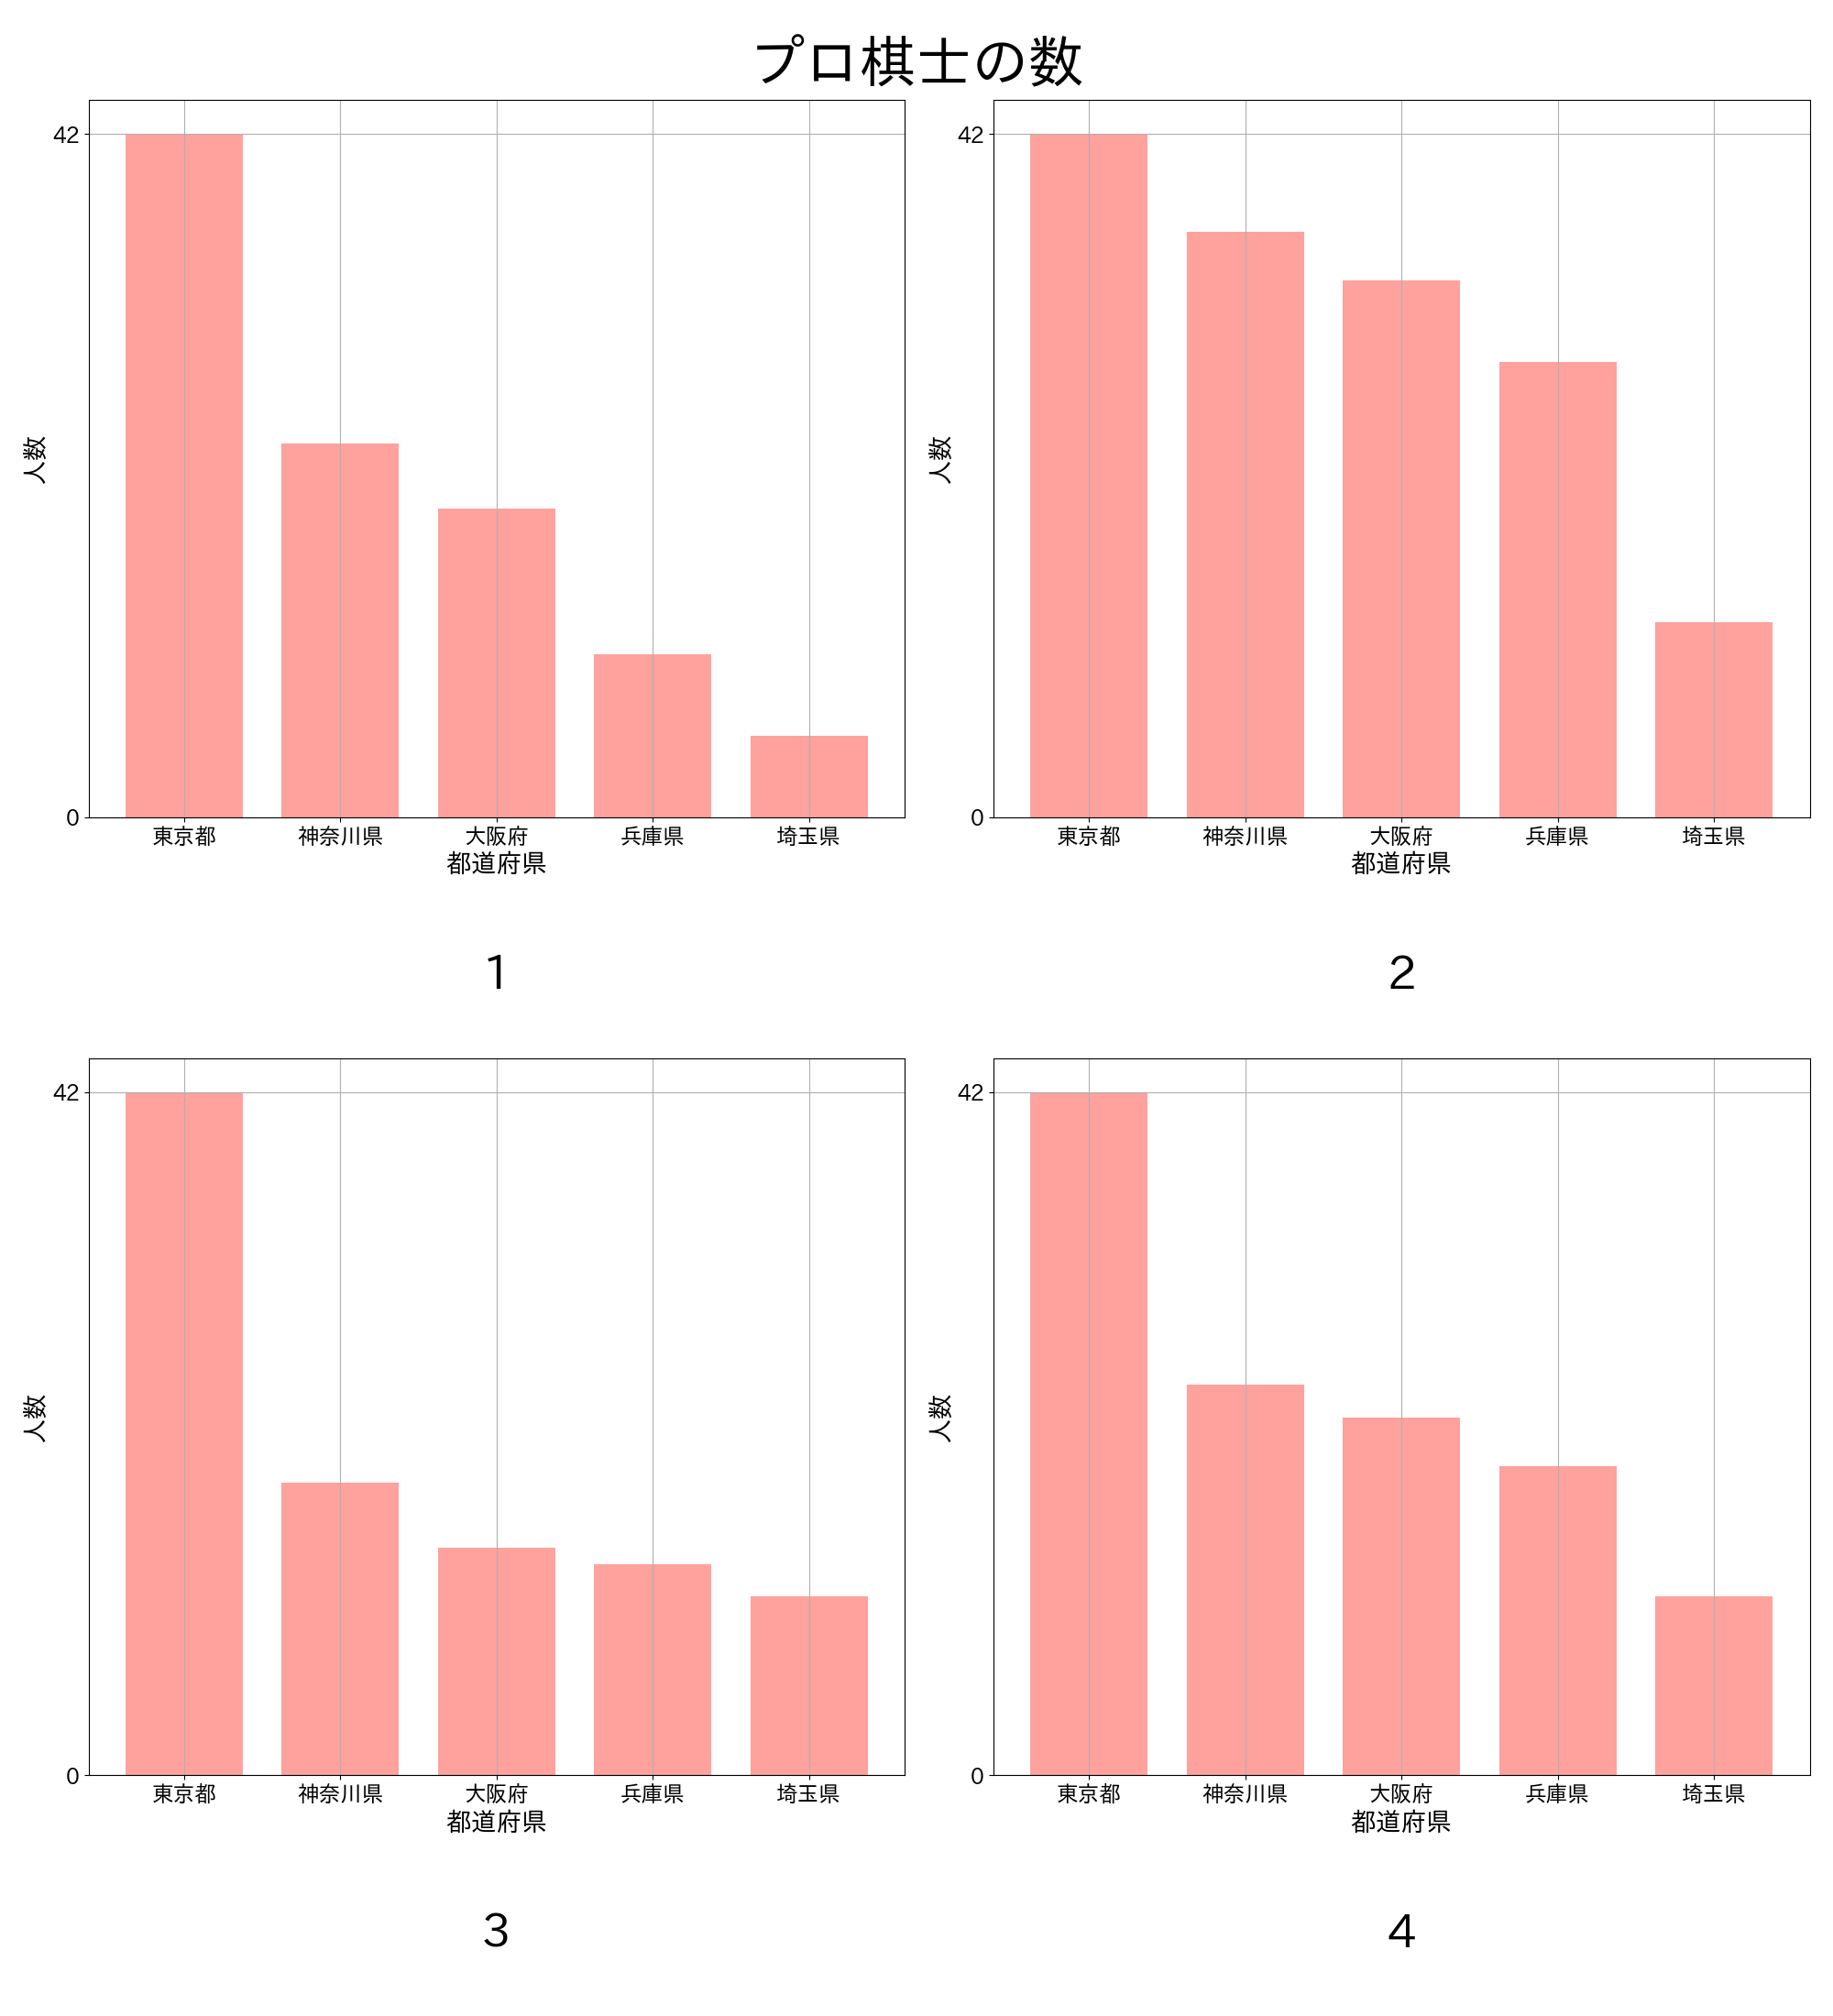 プロ棋士の数
42
0
人数
東京都 神奈川県 大阪府 兵庫県 埼玉県
都道府県
1
42
0
人数
東京都 神奈川県 大阪府 兵庫県 埼玉県
都道府県
2
42
0
人数
東京都 神奈川県 大阪府 兵庫県 埼玉県
都道府県
3
42
0
人数
東京都 神奈川県 大阪府 兵庫県 埼玉県
都道府県
4